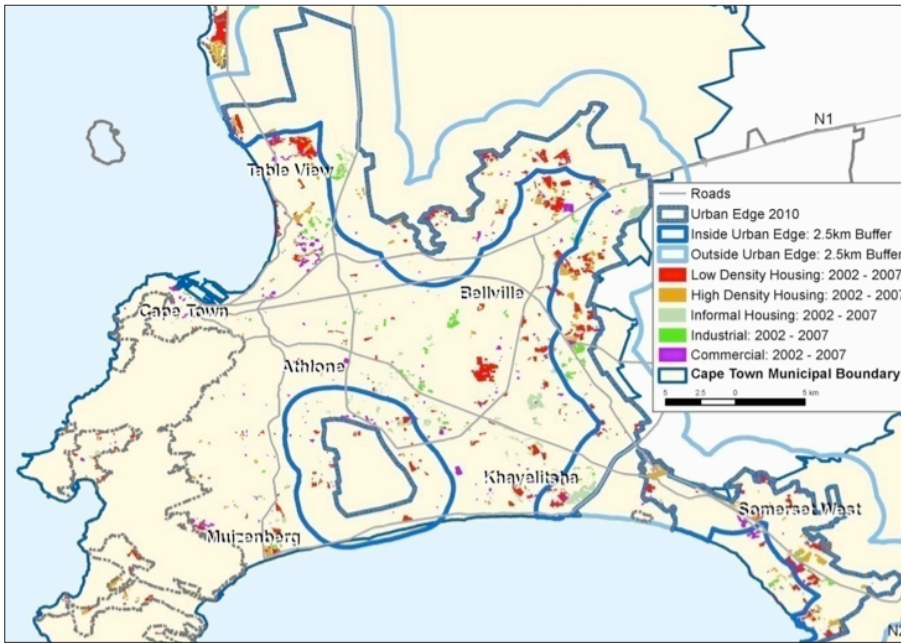 N1
Table View
Roads
Urban Edge 2010
Inside Urban Edge: 2.5km Buffer
Outside Urban Edge: 2.5km Buffer
Low Density Housing: 2002 - 2007
High Density Housing: 2002 - 2007
Informal Housing: 2002 - 2007
Industrial: 2002 - 2007
Commercial: 2002 - 2007
Cape Town Municipal Boundary
5 2.5 0 5 km
Bellville
Cape Town
Athlone
Khayelitsha
Somerset West
Muizenberg
N2